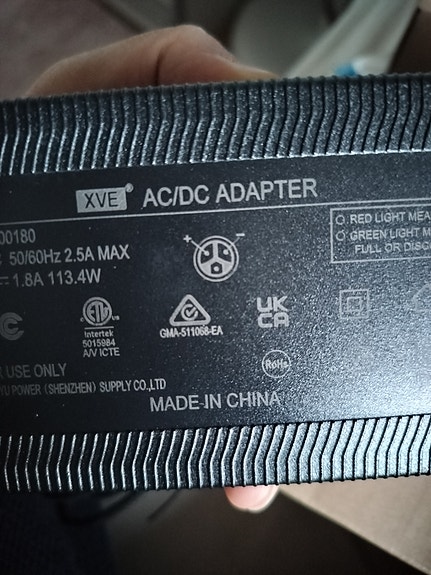 XVE® AC/DC ADAPTER
00180
50/60Hz 2.5A MAX
1.8A 113.4W
RED LIGHT MEA
GREEN LIGHT M
FULL OR DISC
+ -
Intertek
5015984
A/V ICTE
GMA-511068-EA
UK
CA
RoHS
USE ONLY
YU POWER (SHENZHEN) SUPPLY CO.,LTD
MADE IN CHINA